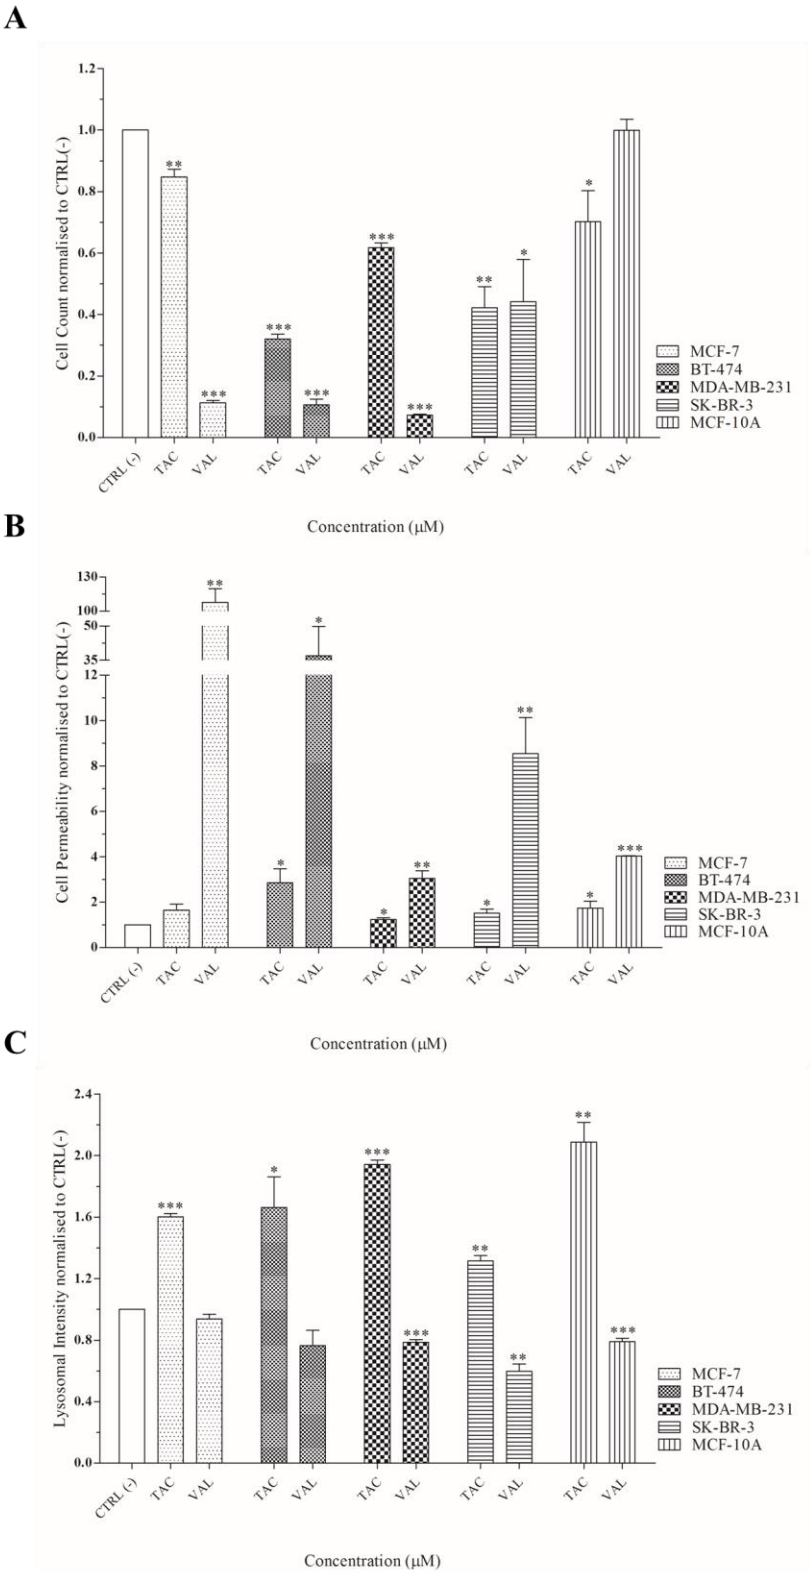 A
Cell Count normalised to CTRL(-)
1.2
1.0
0.8
0.6
0.4
0.2
0.0
**
***
***
***
***
***
**
*
*
MCF-7
BT-474
MDA-MB-231
SK-BR-3
MCF-10A
CTRL (-) TAC VAL TAC VAL TAC VAL TAC VAL TAC VAL
Concentration (μM)
B
Cell Permeability normalised to CTRL(-)
130
100
50
35
12
10
8
6
4
2
0
**
*
*
*
**
*
**
*
***
MCF-7
BT-474
MDA-MB-231
SK-BR-3
MCF-10A
CTRL (-) TAC VAL TAC VAL TAC VAL TAC VAL TAC VAL
Concentration (μM)
C
Lysosomal Intensity normalised to CTRL(-)
2.4
2.0
1.6
1.2
0.8
0.4
0.0
***
*
***
***
**
**
**
***
MCF-7
BT-474
MDA-MB-231
SK-BR-3
MCF-10A
CTRL (-) TAC VAL TAC VAL TAC VAL TAC VAL TAC VAL
Concentration (μM)